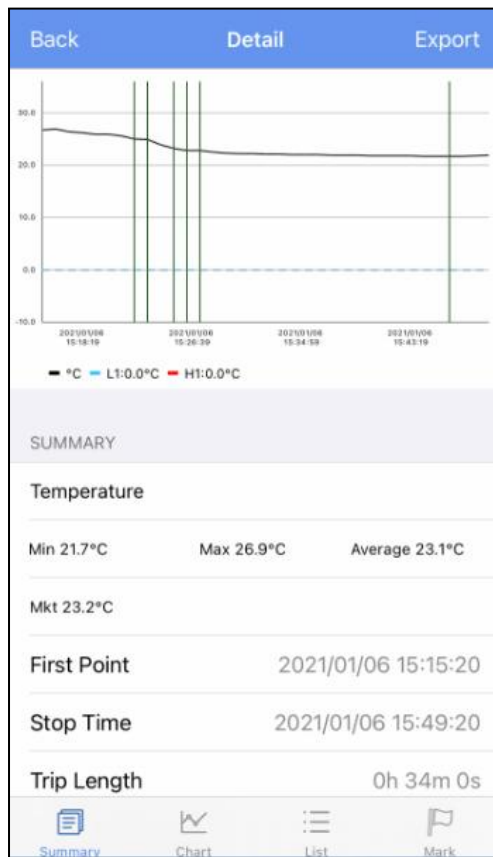 Back Detail Export
30.0
20.0
10.0
0.0
-10.0
2021/01/06 2021/01/06 2021/01/06 2021/01/06
15:18:19 15:26:39 15:34:59 15:43:19
°C L1:0.0°C H1:0.0°C
SUMMARY
Temperature
Min 21.7°C Max 26.9°C Average 23.1°C
Mkt 23.2°C
First Point 2021/01/06 15:15:20
Stop Time 2021/01/06 15:49:20
Trip Length 0h 34m 0s
Summary Chart List Mark